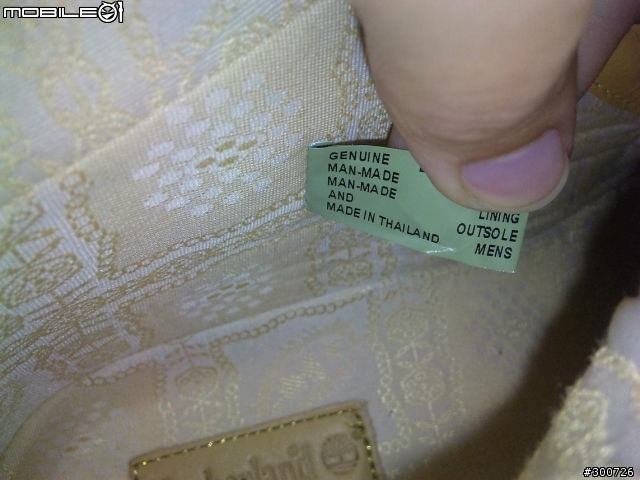 MOBILE01
GENUINE
MAN-MADE
MAN-MADE LINING
AND OUTSOLE
MADE IN THAILAND MENS
#300726